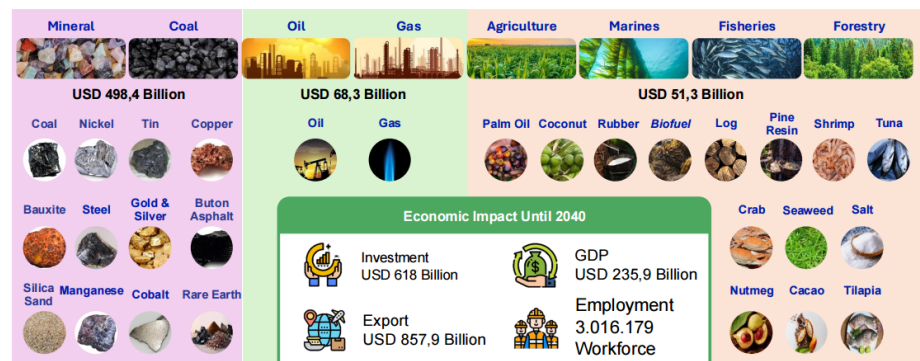 Mineral
Coal
Oil
Gas
Agriculture
Marines
Fisheries
Forestry
USD 498,4 Billion
USD 68,3 Billion
USD 51,3 Billion
Coal
Nickel
Tin
Copper
Oil
Gas
Palm Oil
Coconut
Rubber
Biofuel
Log
Pine
Resin
Shrimp
Tuna
Bauxite
Steel
Gold &
Silver
Buton
Asphalt
Crab
Seaweed
Salt
Silica
Sand
Manganese
Cobalt
Rare Earth
Nutmeg
Cacao
Tilapia
Economic Impact Until 2040
Investment
USD 618 Billion
GDP
USD 235,9 Billion
Export
USD 857,9 Billion
Employment
3.016.179
Workforce